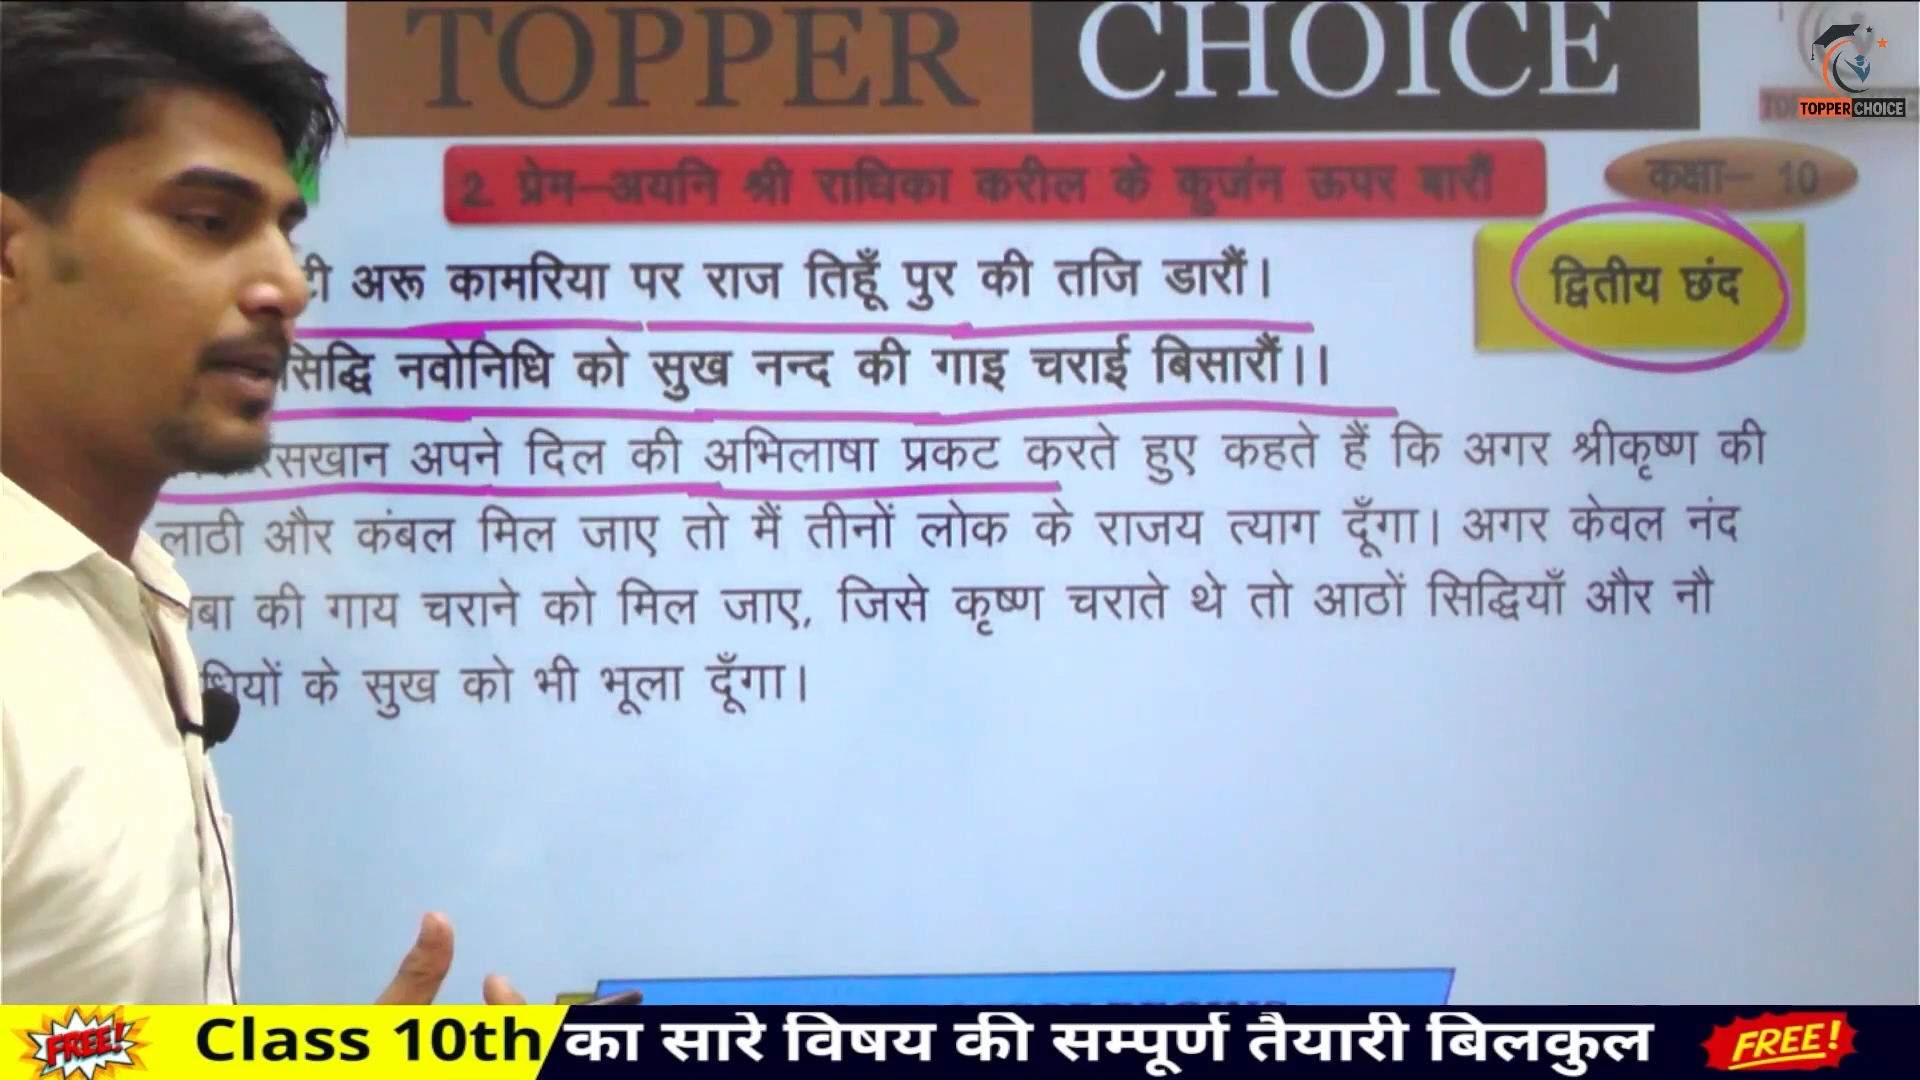 TOPPER CHOICE
TOPPER CHOICE
2. प्रेम–अयनि श्री राधिका करील के कुजंन ऊपर बारौं
कक्षा– 10
द्वितीय छंद
अरू कामरिया पर राज तिहूँ पुर की तजि डारौं।
सिद्धि नवोनिधि को सुख नन्द की गाइ चराई बिसारौं।।
रसखान अपने दिल की अभिलाषा प्रकट करते हुए कहते हैं कि अगर श्रीकृष्ण की
लाठी और कंबल मिल जाए तो मैं तीनों लोक के राजय त्याग दूँगा। अगर केवल नंद
की गाय चराने को मिल जाए, जिसे कृष्ण चराते थे तो आठों सिद्धियाँ और नौ
के सुख को भी भूला दूँगा।
FREE! Class 10th का सारे विषय की सम्पूर्ण तैयारी बिलकुल FREE!